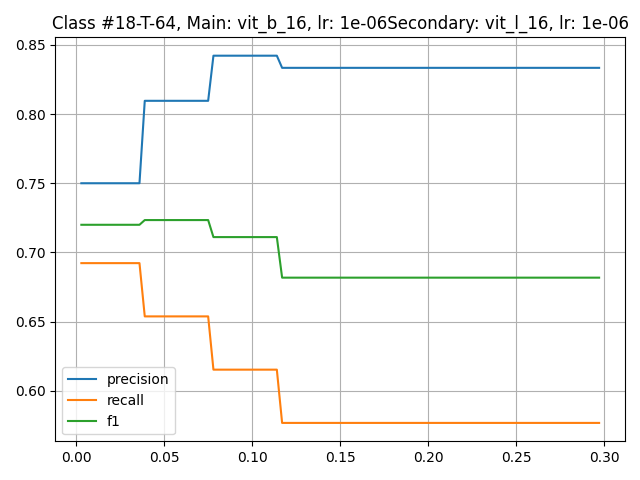 Class #18-T-64, Main: vit_b_16, lr: 1e-06Secondary: vit_l_16, lr: 1e-06
0.85
0.80
0.75
0.70
0.65
0.60
precision
recall
f1
0.00 0.05 0.10 0.15 0.20 0.25 0.30